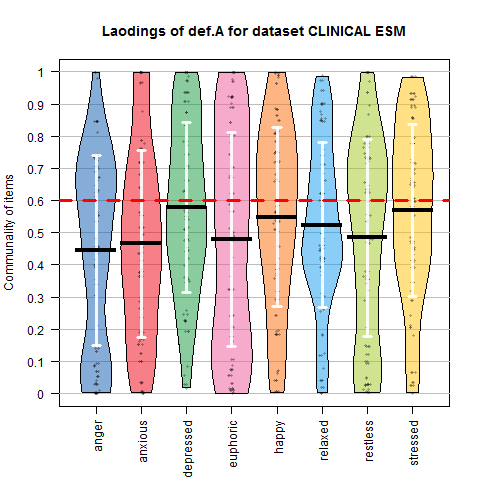 Laodings of def.A for dataset CLINICAL ESM
Communality of items
1
0.9
0.8
0.7
0.6
0.5
0.4
0.3
0.2
0.1
0
anger
anxious
depressed
euphoric
happy
relaxed
restless
stressed